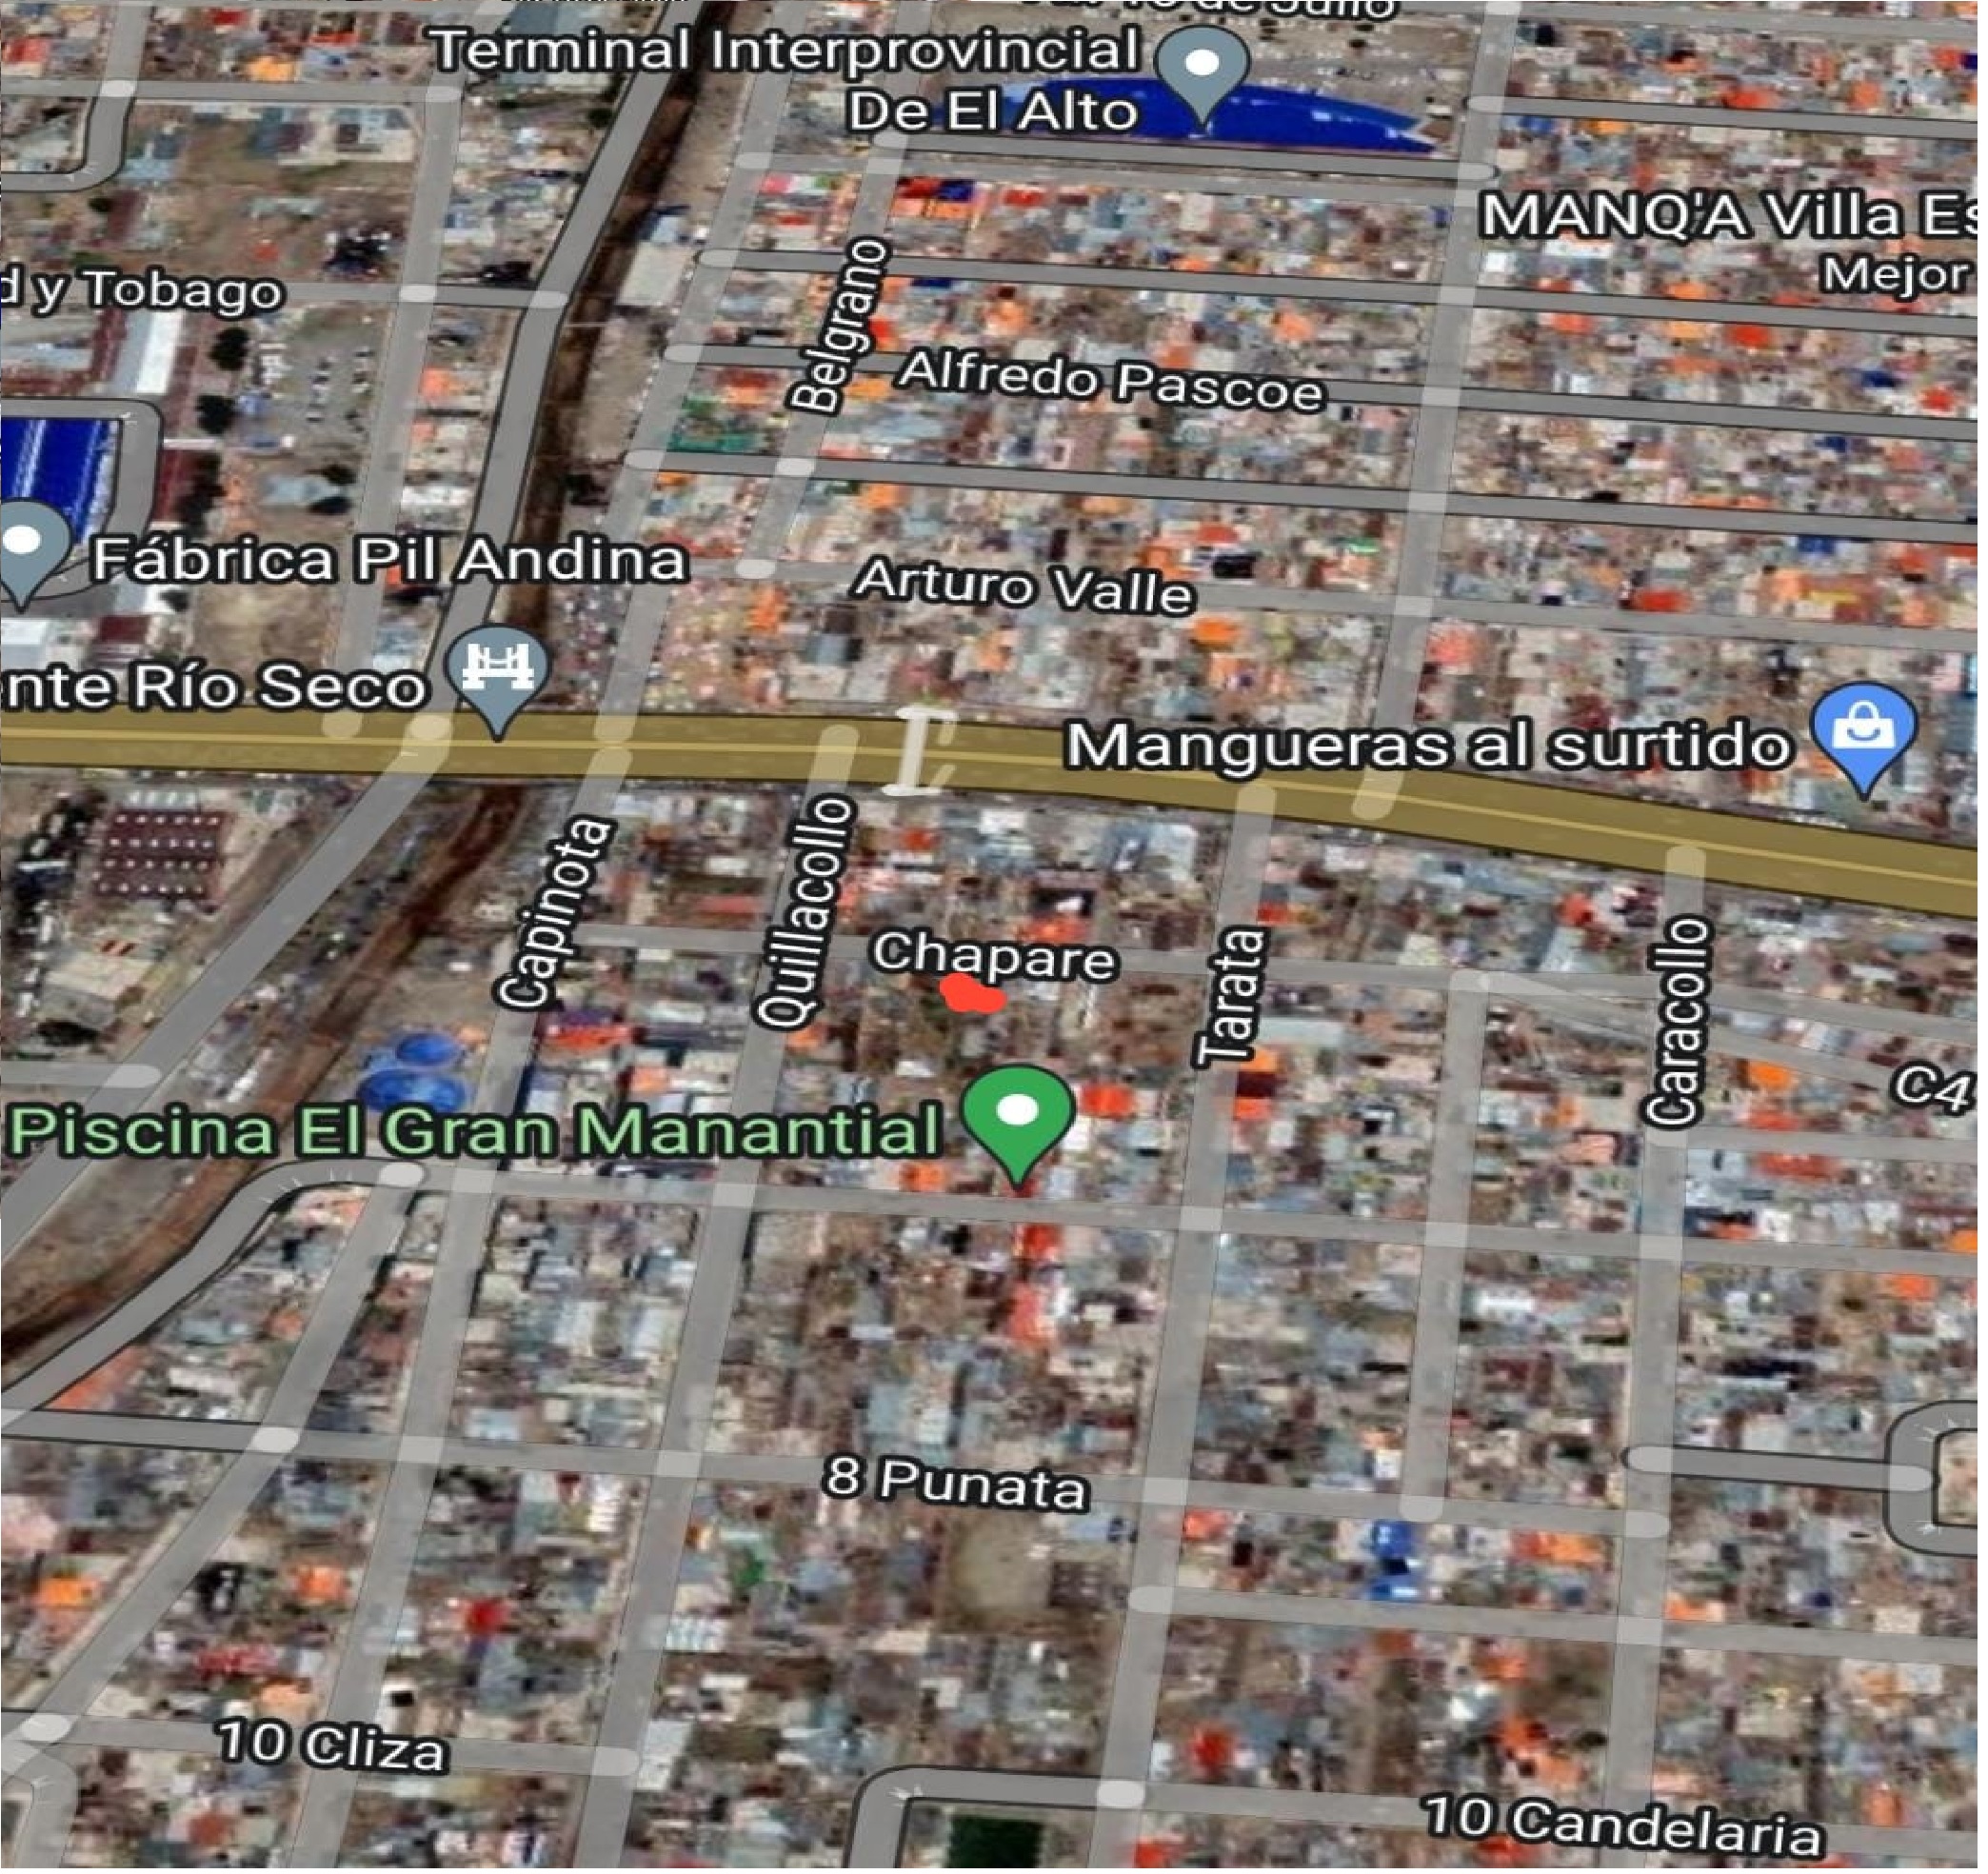 Terminal Interprovincial
De El Alto
MANQ'A Villa Es
Mejor
d y Tobago
Belgrano
Alfredo Pascoe
Fábrica Pil Andina
Arturo Valle
nte Río Seco
Mangueras al surtido
Capinota
Quillacollo
Chapare
Tarata
Caracollo
C4
Piscina El Gran Manantial
8 Punata
10 Cliza
10 Candelaria